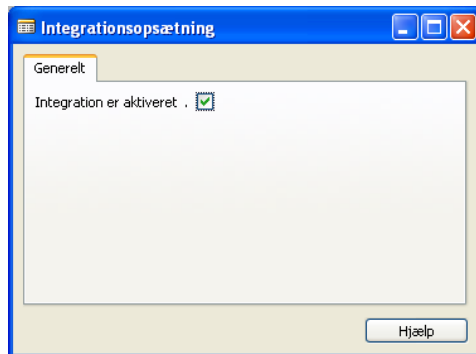 Integrationsopsætning
Generelt
Integration er aktiveret .
Hjælp